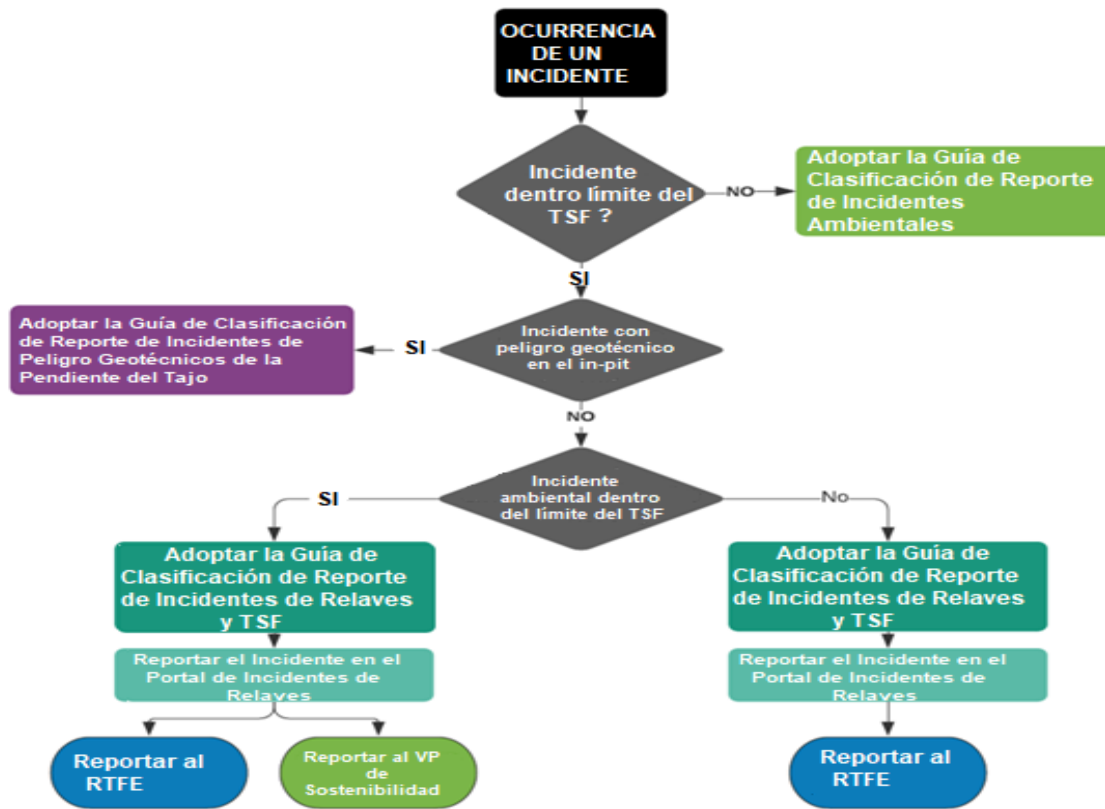 OCURRENCIA
DE UN
INCIDENTE
Incidente
dentro límite del
TSF ?
NO
Adoptar la Guía de
Clasificación de Reporte
de Incidentes
Ambientales
SI
Incidente con
peligro geotécnico
en el in-pit
SI
Adoptar la Guía de Clasificación
de Reporte de Incidentes de
Peligro Geotécnicos de la
Pendiente del Tajo
NO
Incidente
ambiental dentro
del límite del TSF
SI
No
Adoptar la Guía de
Clasificación de Reporte
de Incidentes de Relaves
y TSF
Reportar el Incidente en el
Portal de Incidentes de
Relaves
Reportar al
RTFE
Reportar al VP
de
Sostenibilidad
Adoptar la Guía de
Clasificación de Reporte
de Incidentes de Relaves
y TSF
Reportar el Incidente en el
Portal de Incidentes de
Relaves
Reportar al
RTFE